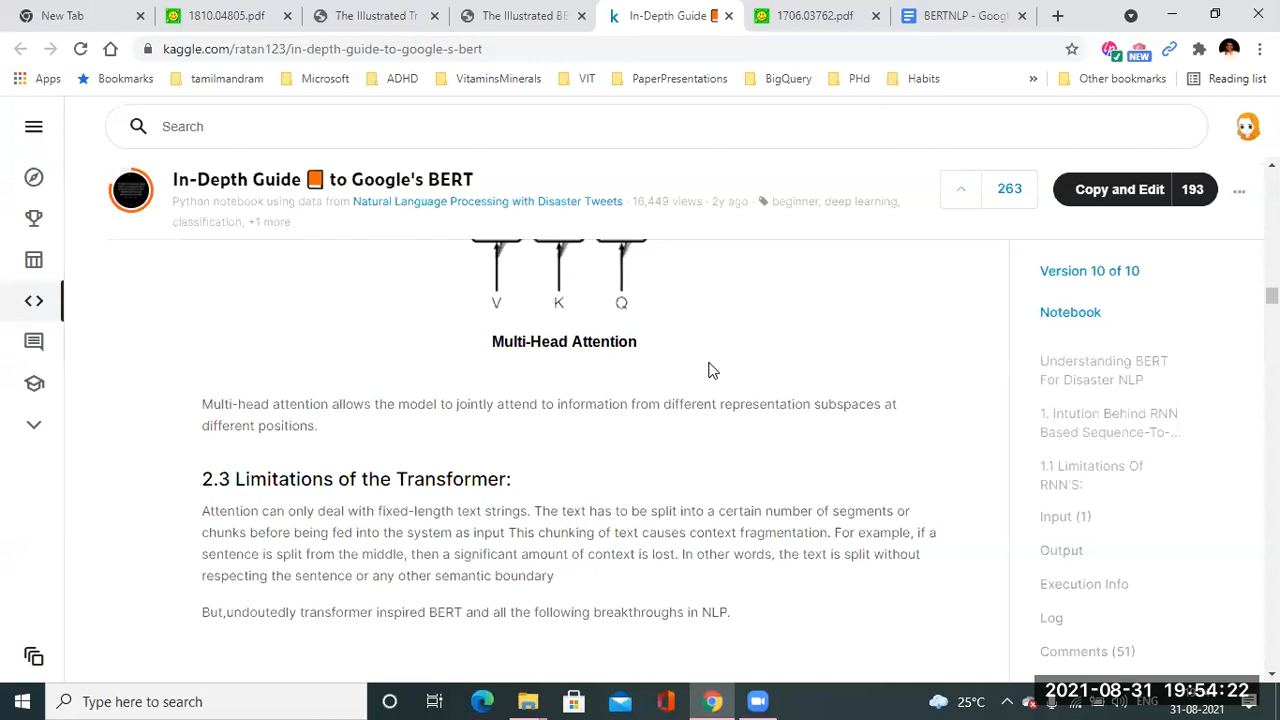 New Tab
1810.04805.pdf
The Illustrated Tr
The Illustrated BE
In-Depth Guide
1706.03762.pdf
BERTNLP - Goog
kaggle.com/ratan123/in-depth-guide-to-google-s-bert
NEW
Apps
Bookmarks
tamilmandram
Microsoft
ADHD
VitaminsMinerals
VIT
PaperPresentations
BigQuery
PHd
Habits
»
Other bookmarks
Reading list
Search
In-Depth Guide 📙 to Google's BERT
Python notebook using data from Natural Language Processing with Disaster Tweets · 16,449 views · 2y ago · beginner, deep learning,
classification, +1 more
263
Copy and Edit 193
...
V K Q
Multi-Head Attention
Multi-head attention allows the model to jointly attend to information from different representation subspaces at
different positions.
2.3 Limitations of the Transformer:
Attention can only deal with fixed-length text strings. The text has to be split into a certain number of segments or
chunks before being fed into the system as input This chunking of text causes context fragmentation. For example, if a
sentence is split from the middle, then a significant amount of context is lost. In other words, the text is split without
respecting the sentence or any other semantic boundary
But,undoutedly transformer inspired BERT and all the following breakthroughs in NLP.
Version 10 of 10
Notebook
Understanding BERT
For Disaster NLP
1. Intution Behind RNN
Based Sequence-To-...
1.1 Limitations Of
RNN'S:
Input (1)
Output
Execution Info
Log
Comments (51)
Type here to search
25°C
ENG
2021-08-31 19:54:22
31-08-2021